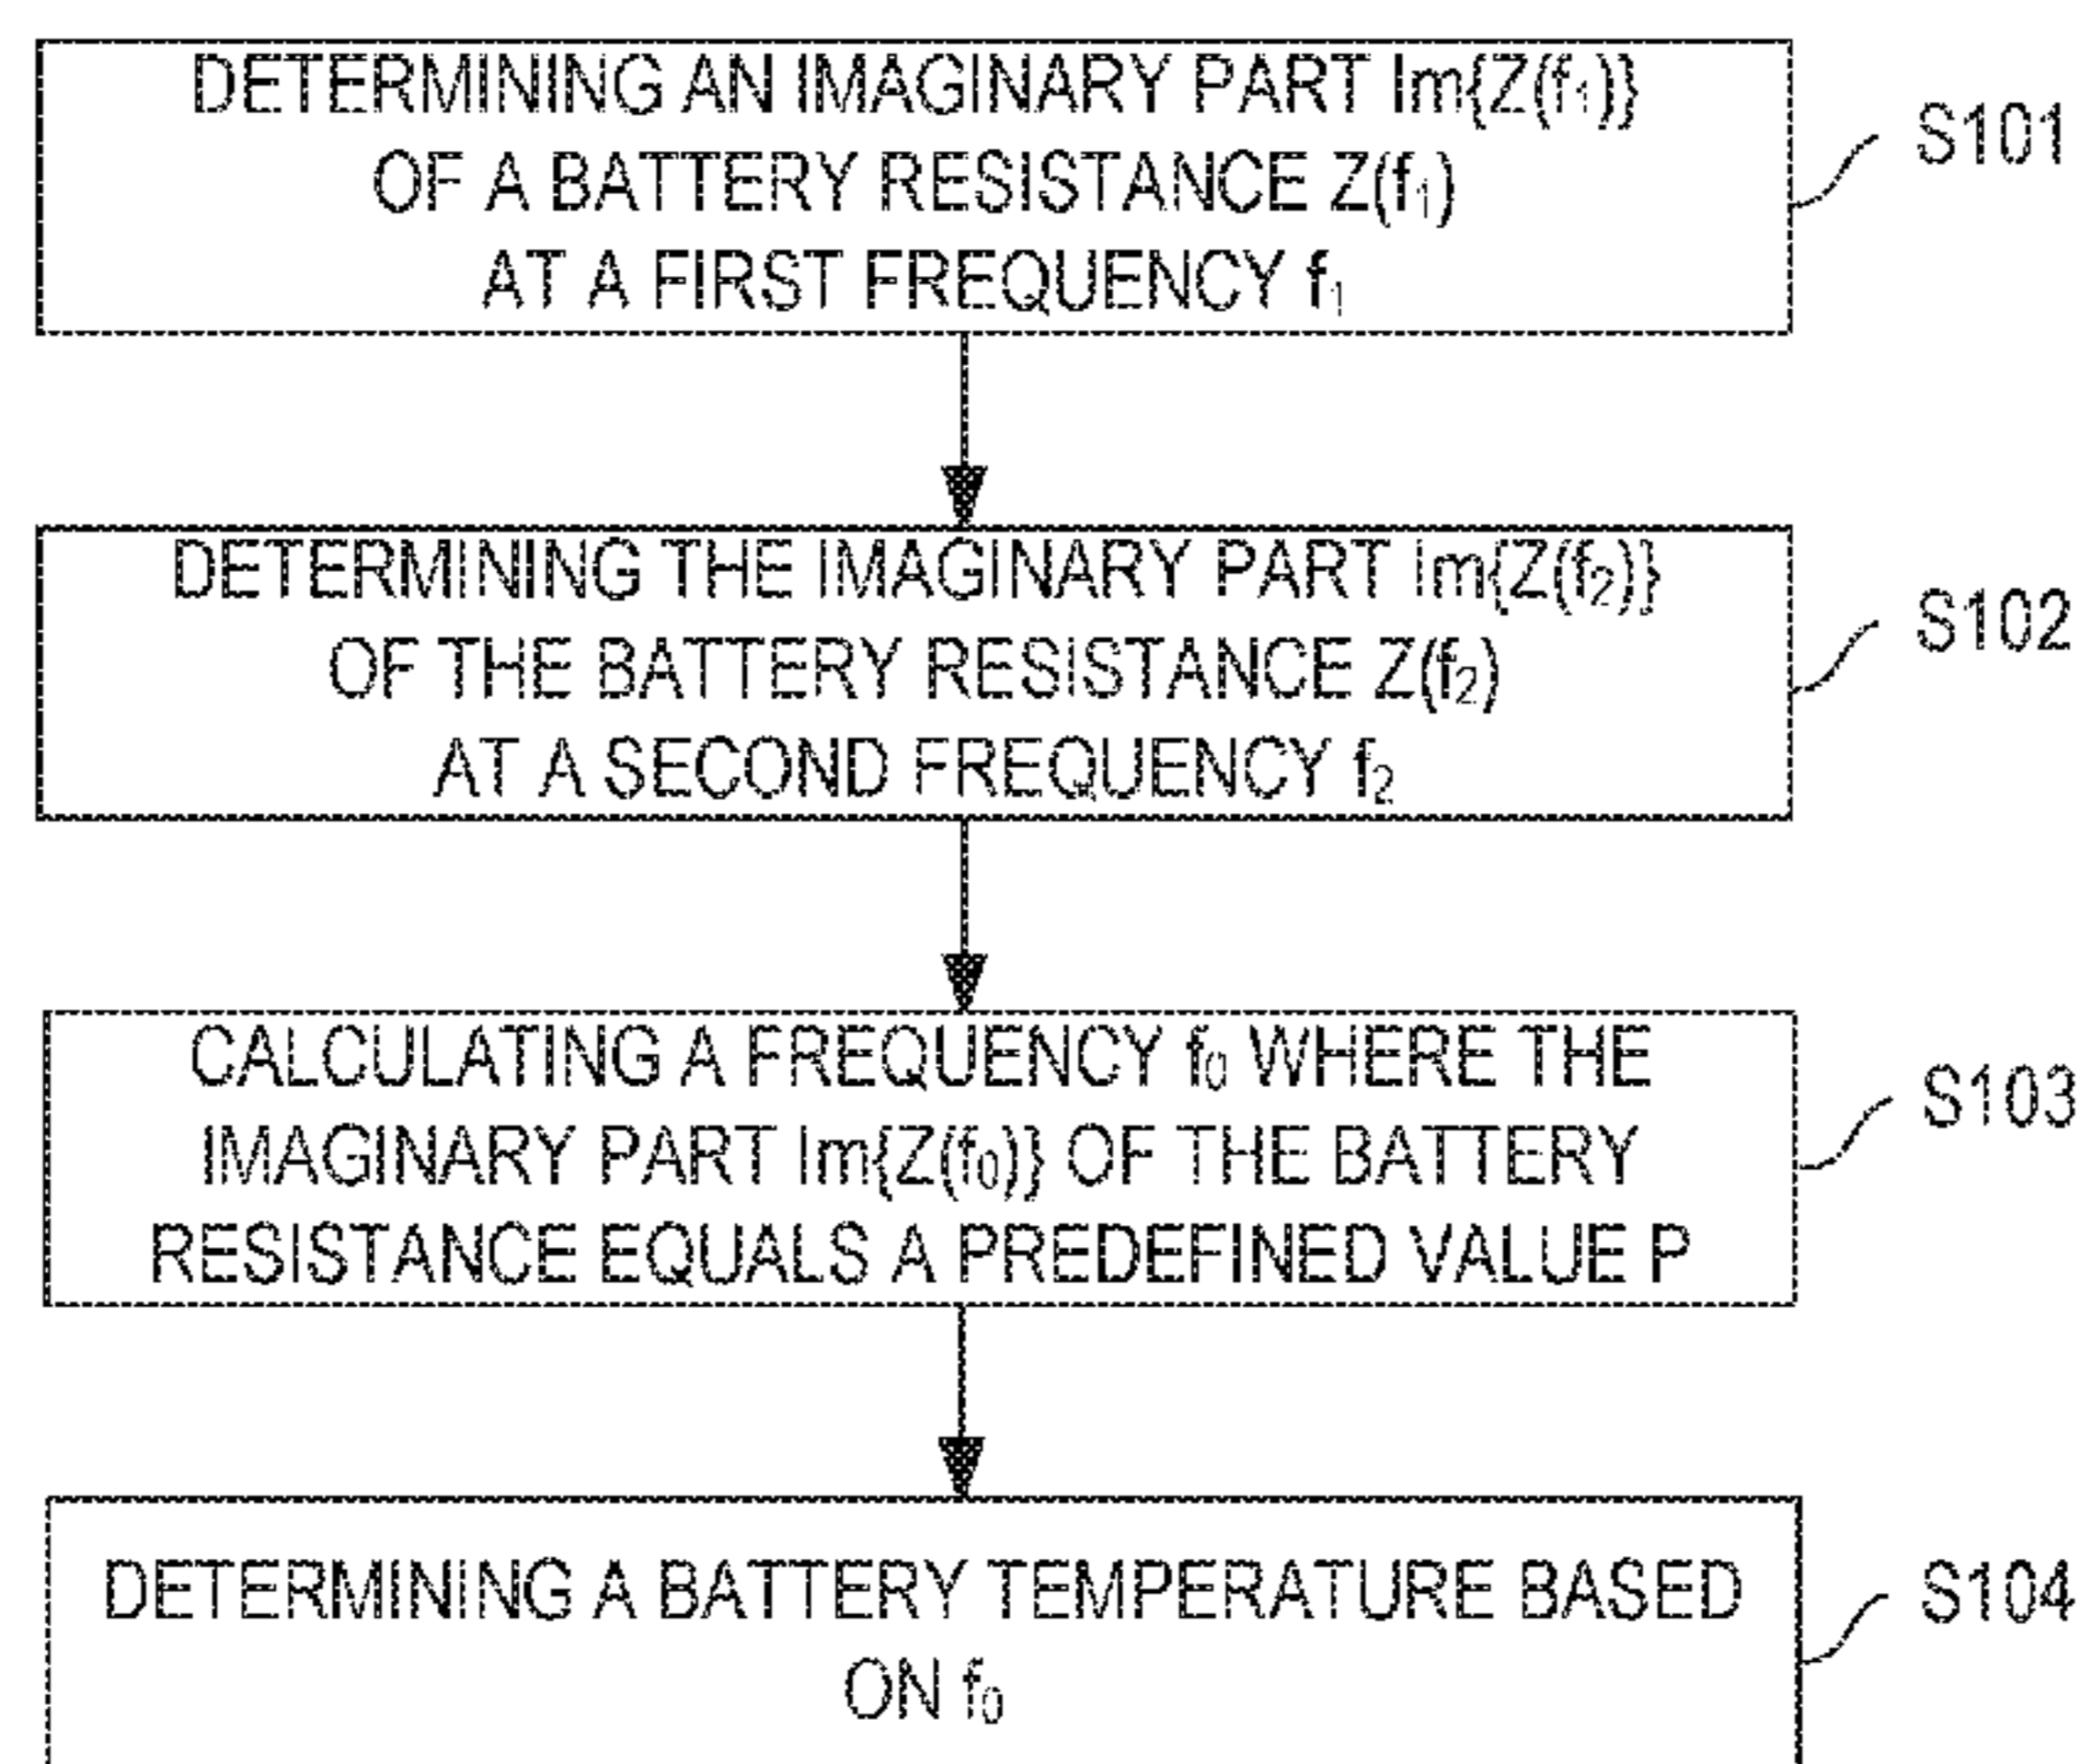 DETERMINING AN IMAGINARY PART Im{Z(f₁)}
OF A BATTERY RESISTANCE Z(f₁)
AT A FIRST FREQUENCY f₁
S101
DETERMINING THE IMAGINARY PART Im{Z(f₂)}
OF THE BATTERY RESISTANCE Z(f₂)
AT A SECOND FREQUENCY f₂
S102
CALCULATING A FREQUENCY f₀ WHERE THE
IMAGINARY PART Im{Z(f₀)} OF THE BATTERY
RESISTANCE EQUALS A PREDEFINED VALUE P
S103
DETERMINING A BATTERY TEMPERATURE BASED
ON f₀
S104